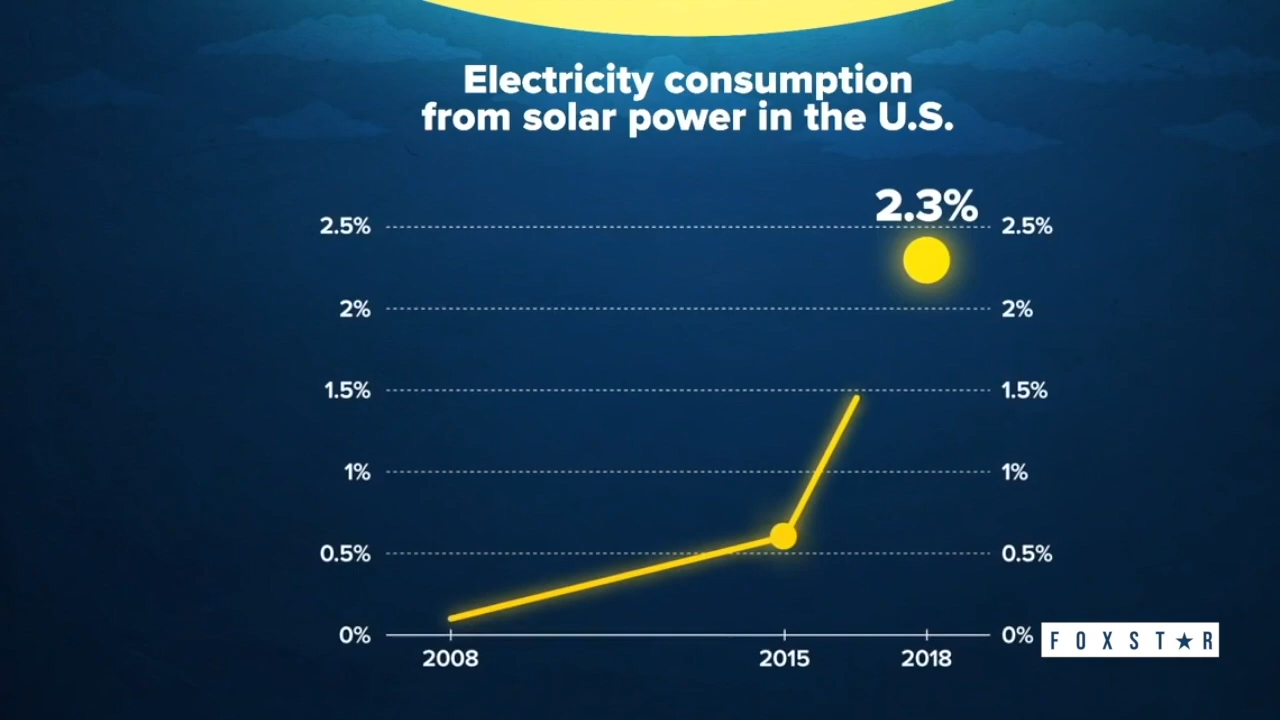 Electricity consumption
from solar power in the U.S.
2.3%
2.5% 2.5%
2% 2%
1.5% 1.5%
1% 1%
0.5% 0.5%
0% 0%
FOXST★R
2008 2015 2018